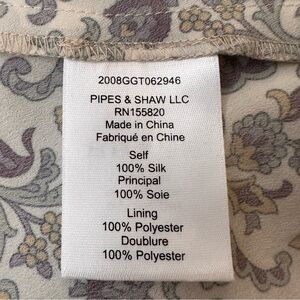 2008GGT062946
PIPES & SHAW LLC
RN155820
Made in China
Fabriqué en Chine
Self
100% Silk
Principal
100% Soie
Lining
100% Polyester
Doublure
100% Polyester